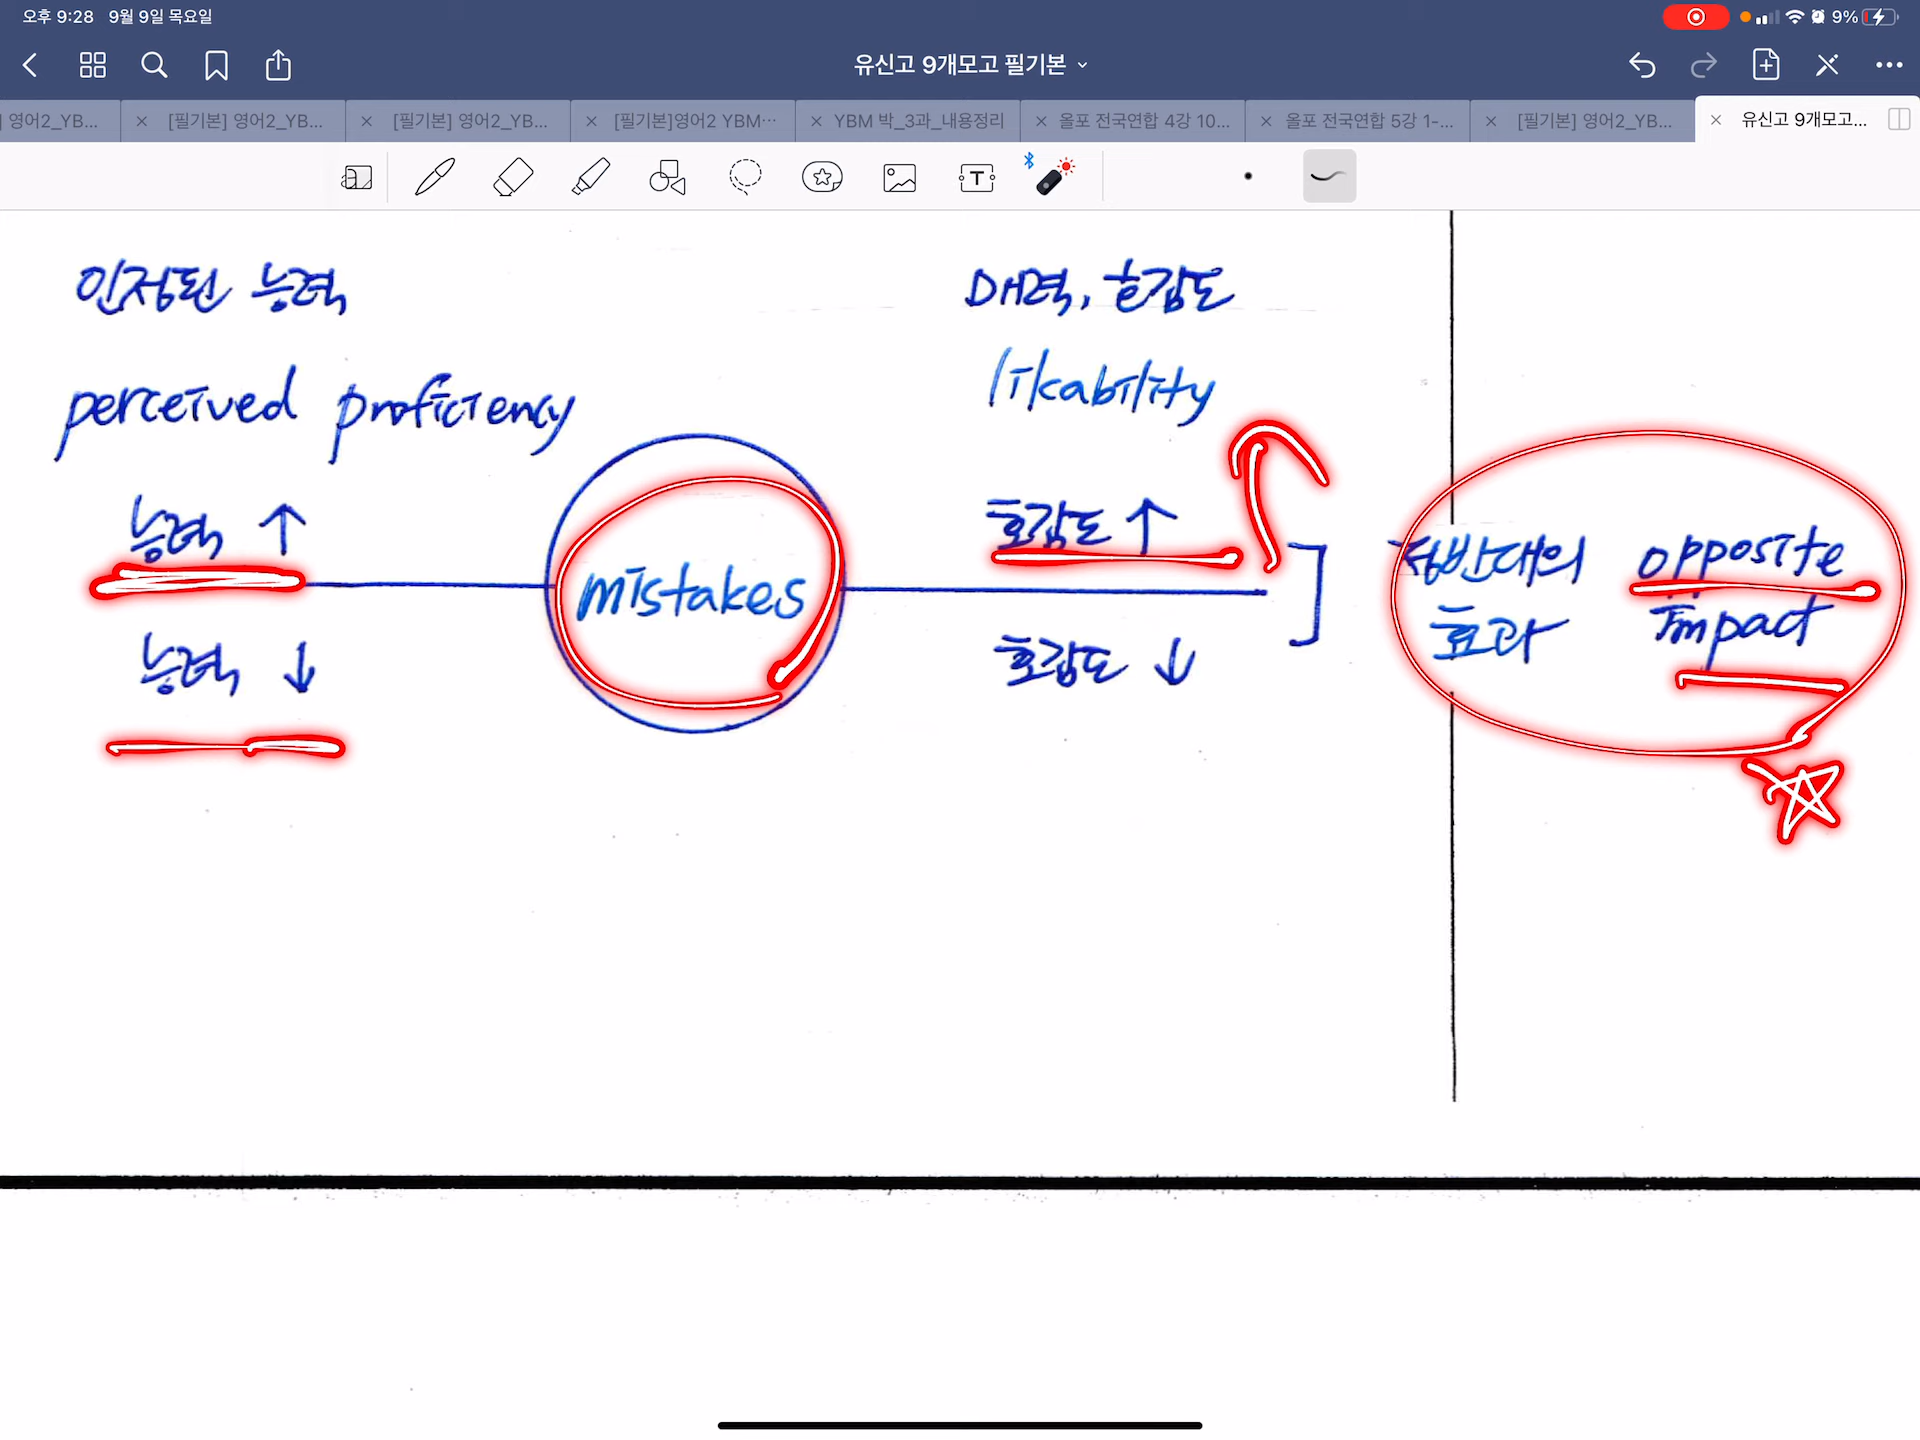 오후 9:28 9월 9일 목요일
9%
유신고 9개모고 필기본
영어2_YB...
[필기본] 영어2_YB...
[필기본] 영어2_YB...
[필기본]영어2 YBM...
YBM 박_3과_내용정리
올포 전국연합 4강 10...
올포 전국연합 5강 1-...
[필기본] 영어2_YB...
유신고 9개모고...
인정된 능력
매력, 호감도
perceived proficiency
likability
능력 ↑
호감도 ↑
mistakes
정반대의 효과
opposite impact
능력 ↓
호감도 ↓